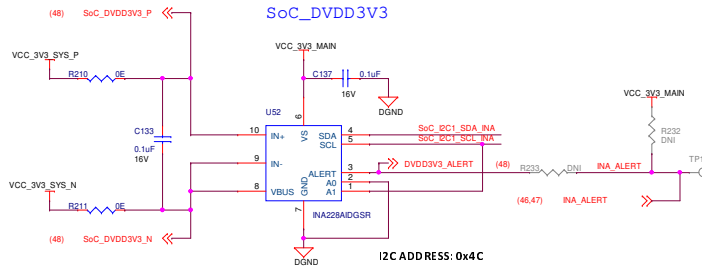 SoC_DVDD3V3
(48) SoC_DVDD3V3_P
VCC_3V3_SYS_P
R210 0E
VCC_3V3_MAIN
C137 0.1uF
16V
DGND
C133
0.1uF
16V
U52
6
VS
10 IN+
9 IN-
8 VBUS
SDA 4 SoC_I2C1_SDA_INA
SCL 5 SoC_I2C1_SCL_INA
ALERT 3 DVDD3V3_ALERT (48)
A0 2
A1 1
GND
7
INA228AIDGSR
DGND
VCC_3V3_SYS_N
R211 0E
(48) SoC_DVDD3V3_N
VCC_3V3_MAIN
R232
DNI
R233 DNI INA_ALERT
TP1
(46,47) INA_ALERT
I2C ADDRESS: 0x4C